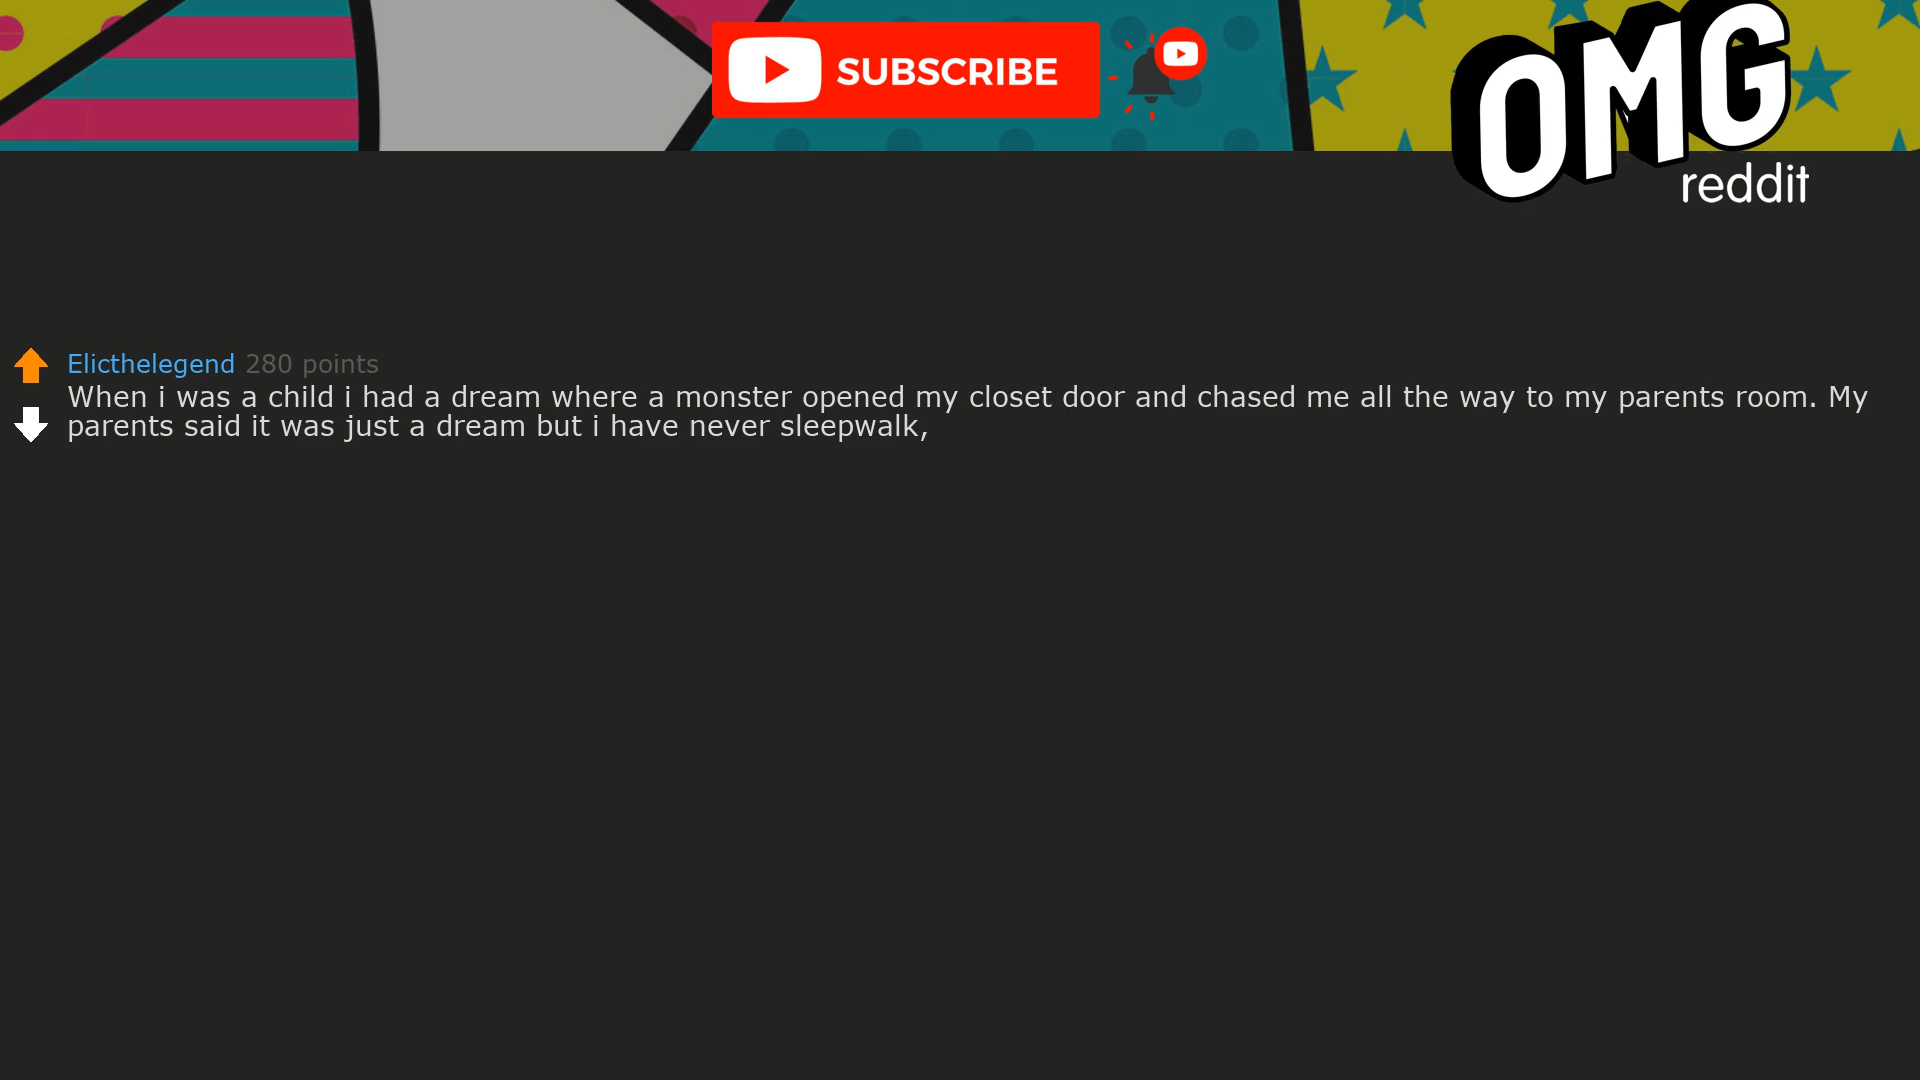 SUBSCRIBE
OMG
reddit
Elicthelegend 280 points
When i was a child i had a dream where a monster opened my closet door and chased me all the way to my parents room. My
parents said it was just a dream but i have never sleepwalk,